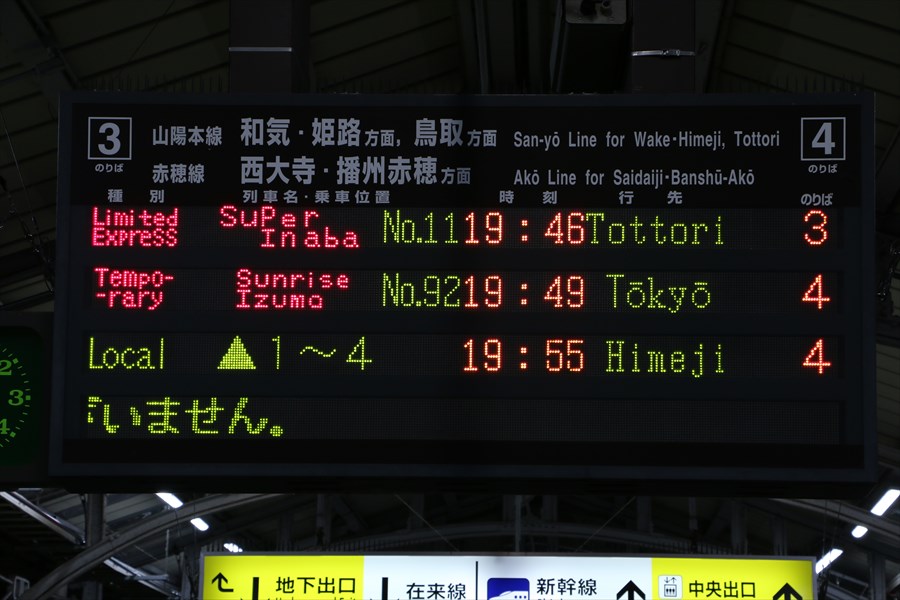 3 山陽本線 和気・姫路方面, 鳥取方面 San-yō Line for Wake・Himeji, Tottori 4
のりば 赤穂線 西大寺・播州赤穂方面 Akō Line for Saidaiji・Banshū-Akō のりば
種別 列車名・乗車位置 時刻 行先 のりば
Limited Express Super Inaba No.11 19:46 Tottori 3
Tempo-rary Sunrise Izumo No.92 19:49 Tōkyō 4
Local ▲1～4 19:55 Himeji 4
いません。
2
3
4
地下出口 在来線 新幹線 中央出口